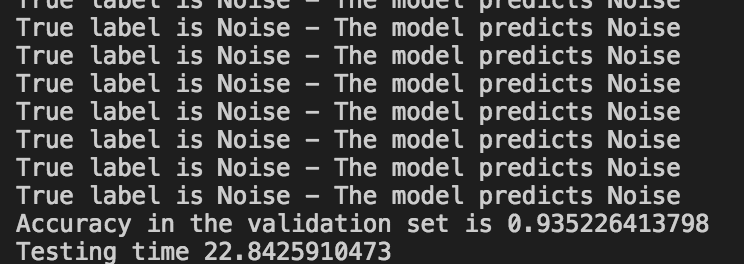 True label is Noise – The model predicts Noise
True label is Noise – The model predicts Noise
True label is Noise – The model predicts Noise
True label is Noise – The model predicts Noise
True label is Noise – The model predicts Noise
True label is Noise – The model predicts Noise
True label is Noise – The model predicts Noise
True label is Noise – The model predicts Noise
Accuracy in the validation set is 0.935226413798
Testing time 22.8425910473